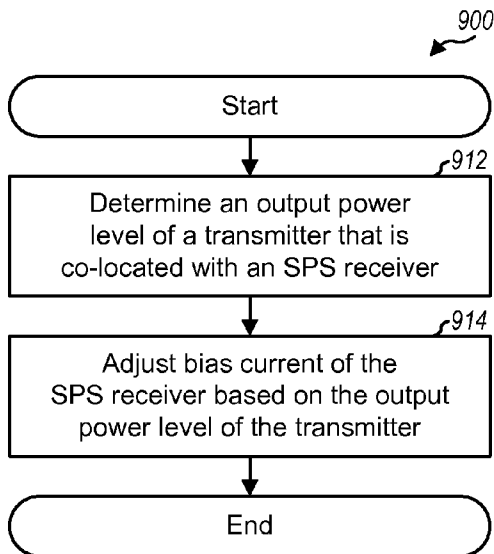 900
Start
912
Determine an output power
level of a transmitter that is
co-located with an SPS receiver
914
Adjust bias current of the
SPS receiver based on the output
power level of the transmitter
End